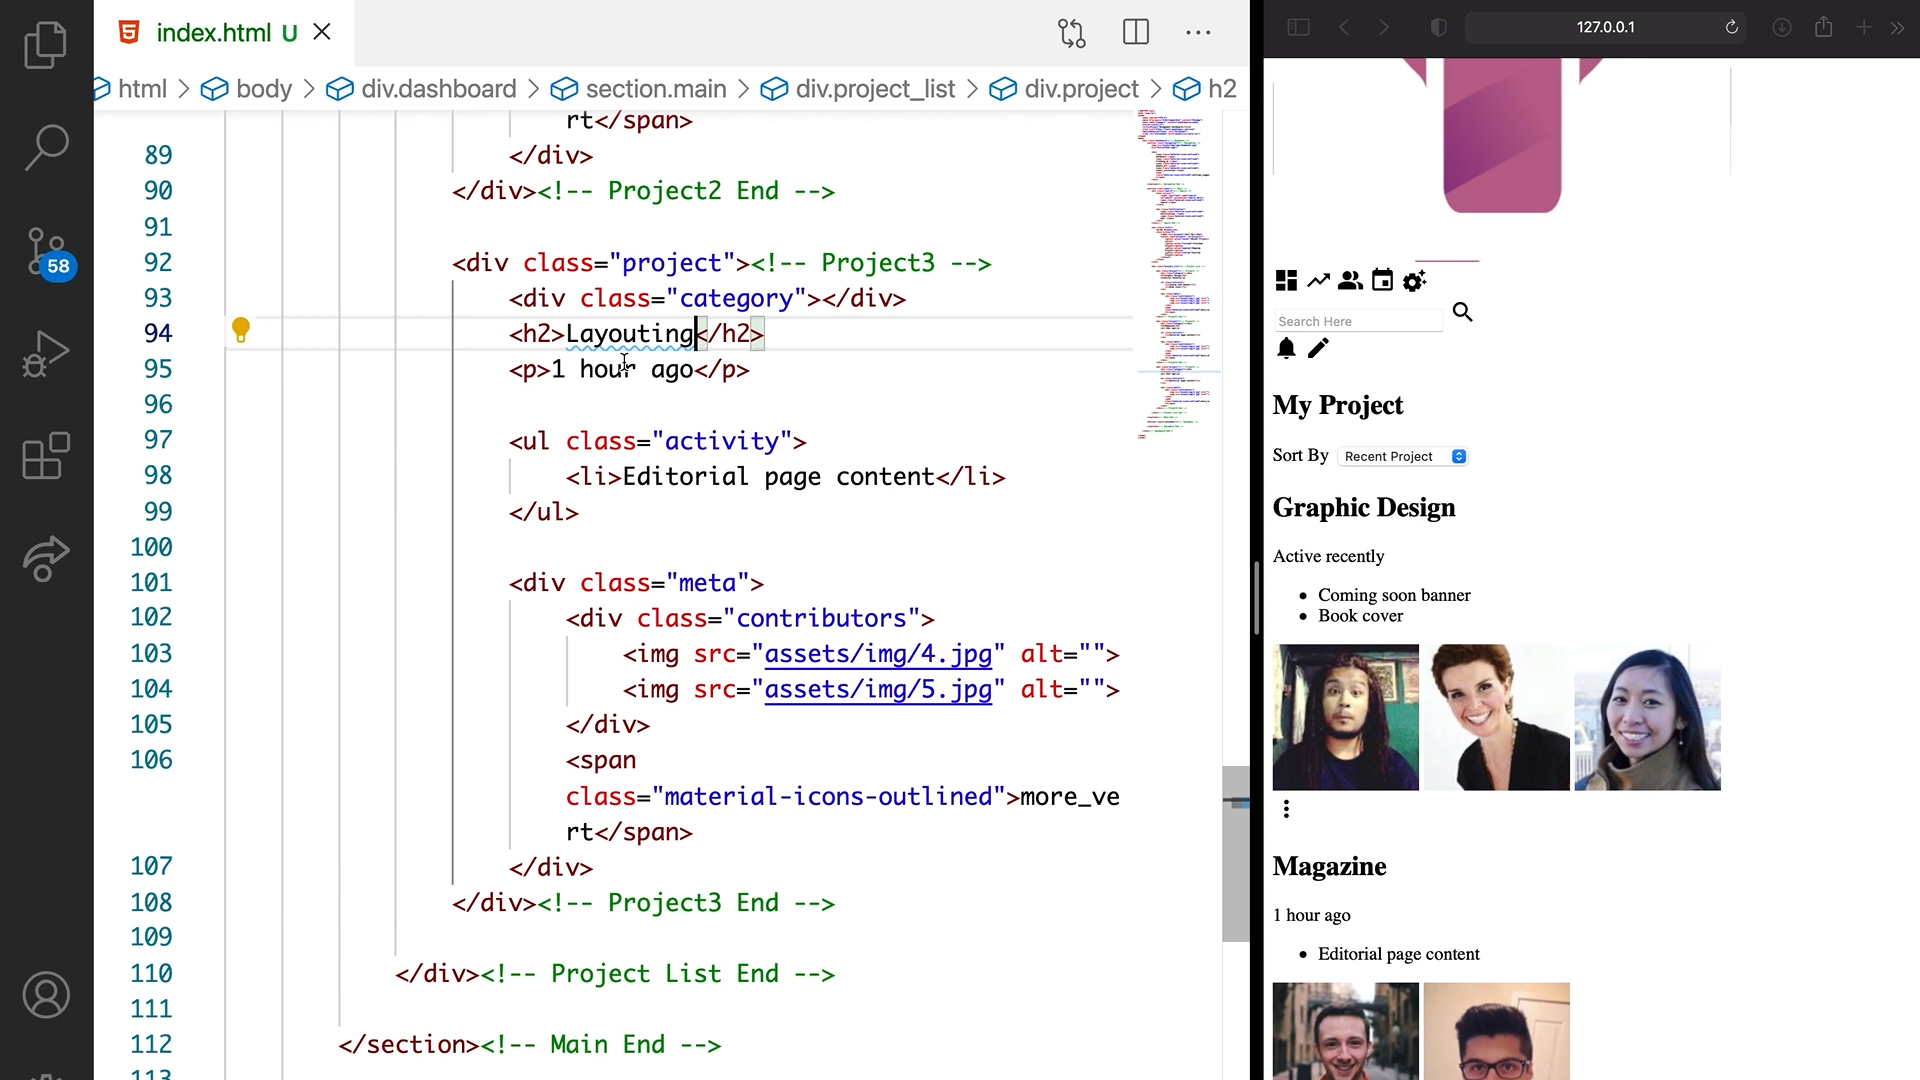 index.html U
127.0.0.1
html > body > div.dashboard > section.main > div.project_list > div.project > h2
rt</span>
89 </div>
90 </div><!-- Project2 End -->
91
92 <div class="project"><!-- Project3 -->
93 <div class="category"></div>
94 <h2>Layouting</h2>
95 <p>1 hour ago</p>
96
97 <ul class="activity">
98 <li>Editorial page content</li>
99 </ul>
100
101 <div class="meta">
102 <div class="contributors">
103 <img src="assets/img/4.jpg" alt="">
104 <img src="assets/img/5.jpg" alt="">
105 </div>
106 <span
class="material-icons-outlined">more_ve
rt</span>
107 </div>
108 </div><!-- Project3 End -->
109
110 </div><!-- Project List End -->
111
112 </section><!-- Main End -->
113
58
Search Here
My Project
Sort By Recent Project
Graphic Design
Active recently
• Coming soon banner
• Book cover
Magazine
1 hour ago
• Editorial page content